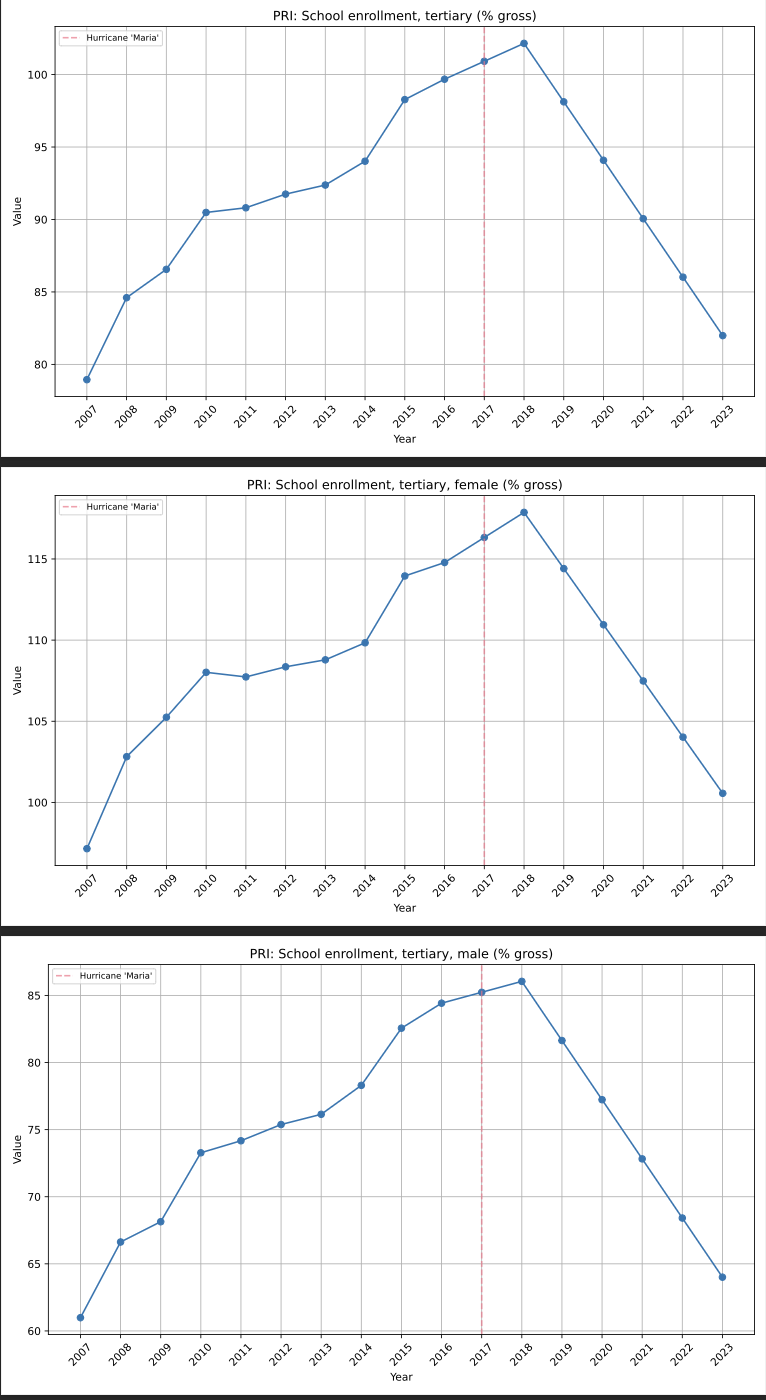 PRI: School enrollment, tertiary (% gross)
Hurricane 'Maria'
100
95
90
85
80
Value
2007 2008 2009 2010 2011 2012 2013 2014 2015 2016 2017 2018 2019 2020 2021 2022 2023
Year
PRI: School enrollment, tertiary, female (% gross)
Hurricane 'Maria'
115
110
105
100
Value
2007 2008 2009 2010 2011 2012 2013 2014 2015 2016 2017 2018 2019 2020 2021 2022 2023
Year
PRI: School enrollment, tertiary, male (% gross)
Hurricane 'Maria'
85
80
75
70
65
60
Value
2007 2008 2009 2010 2011 2012 2013 2014 2015 2016 2017 2018 2019 2020 2021 2022 2023
Year